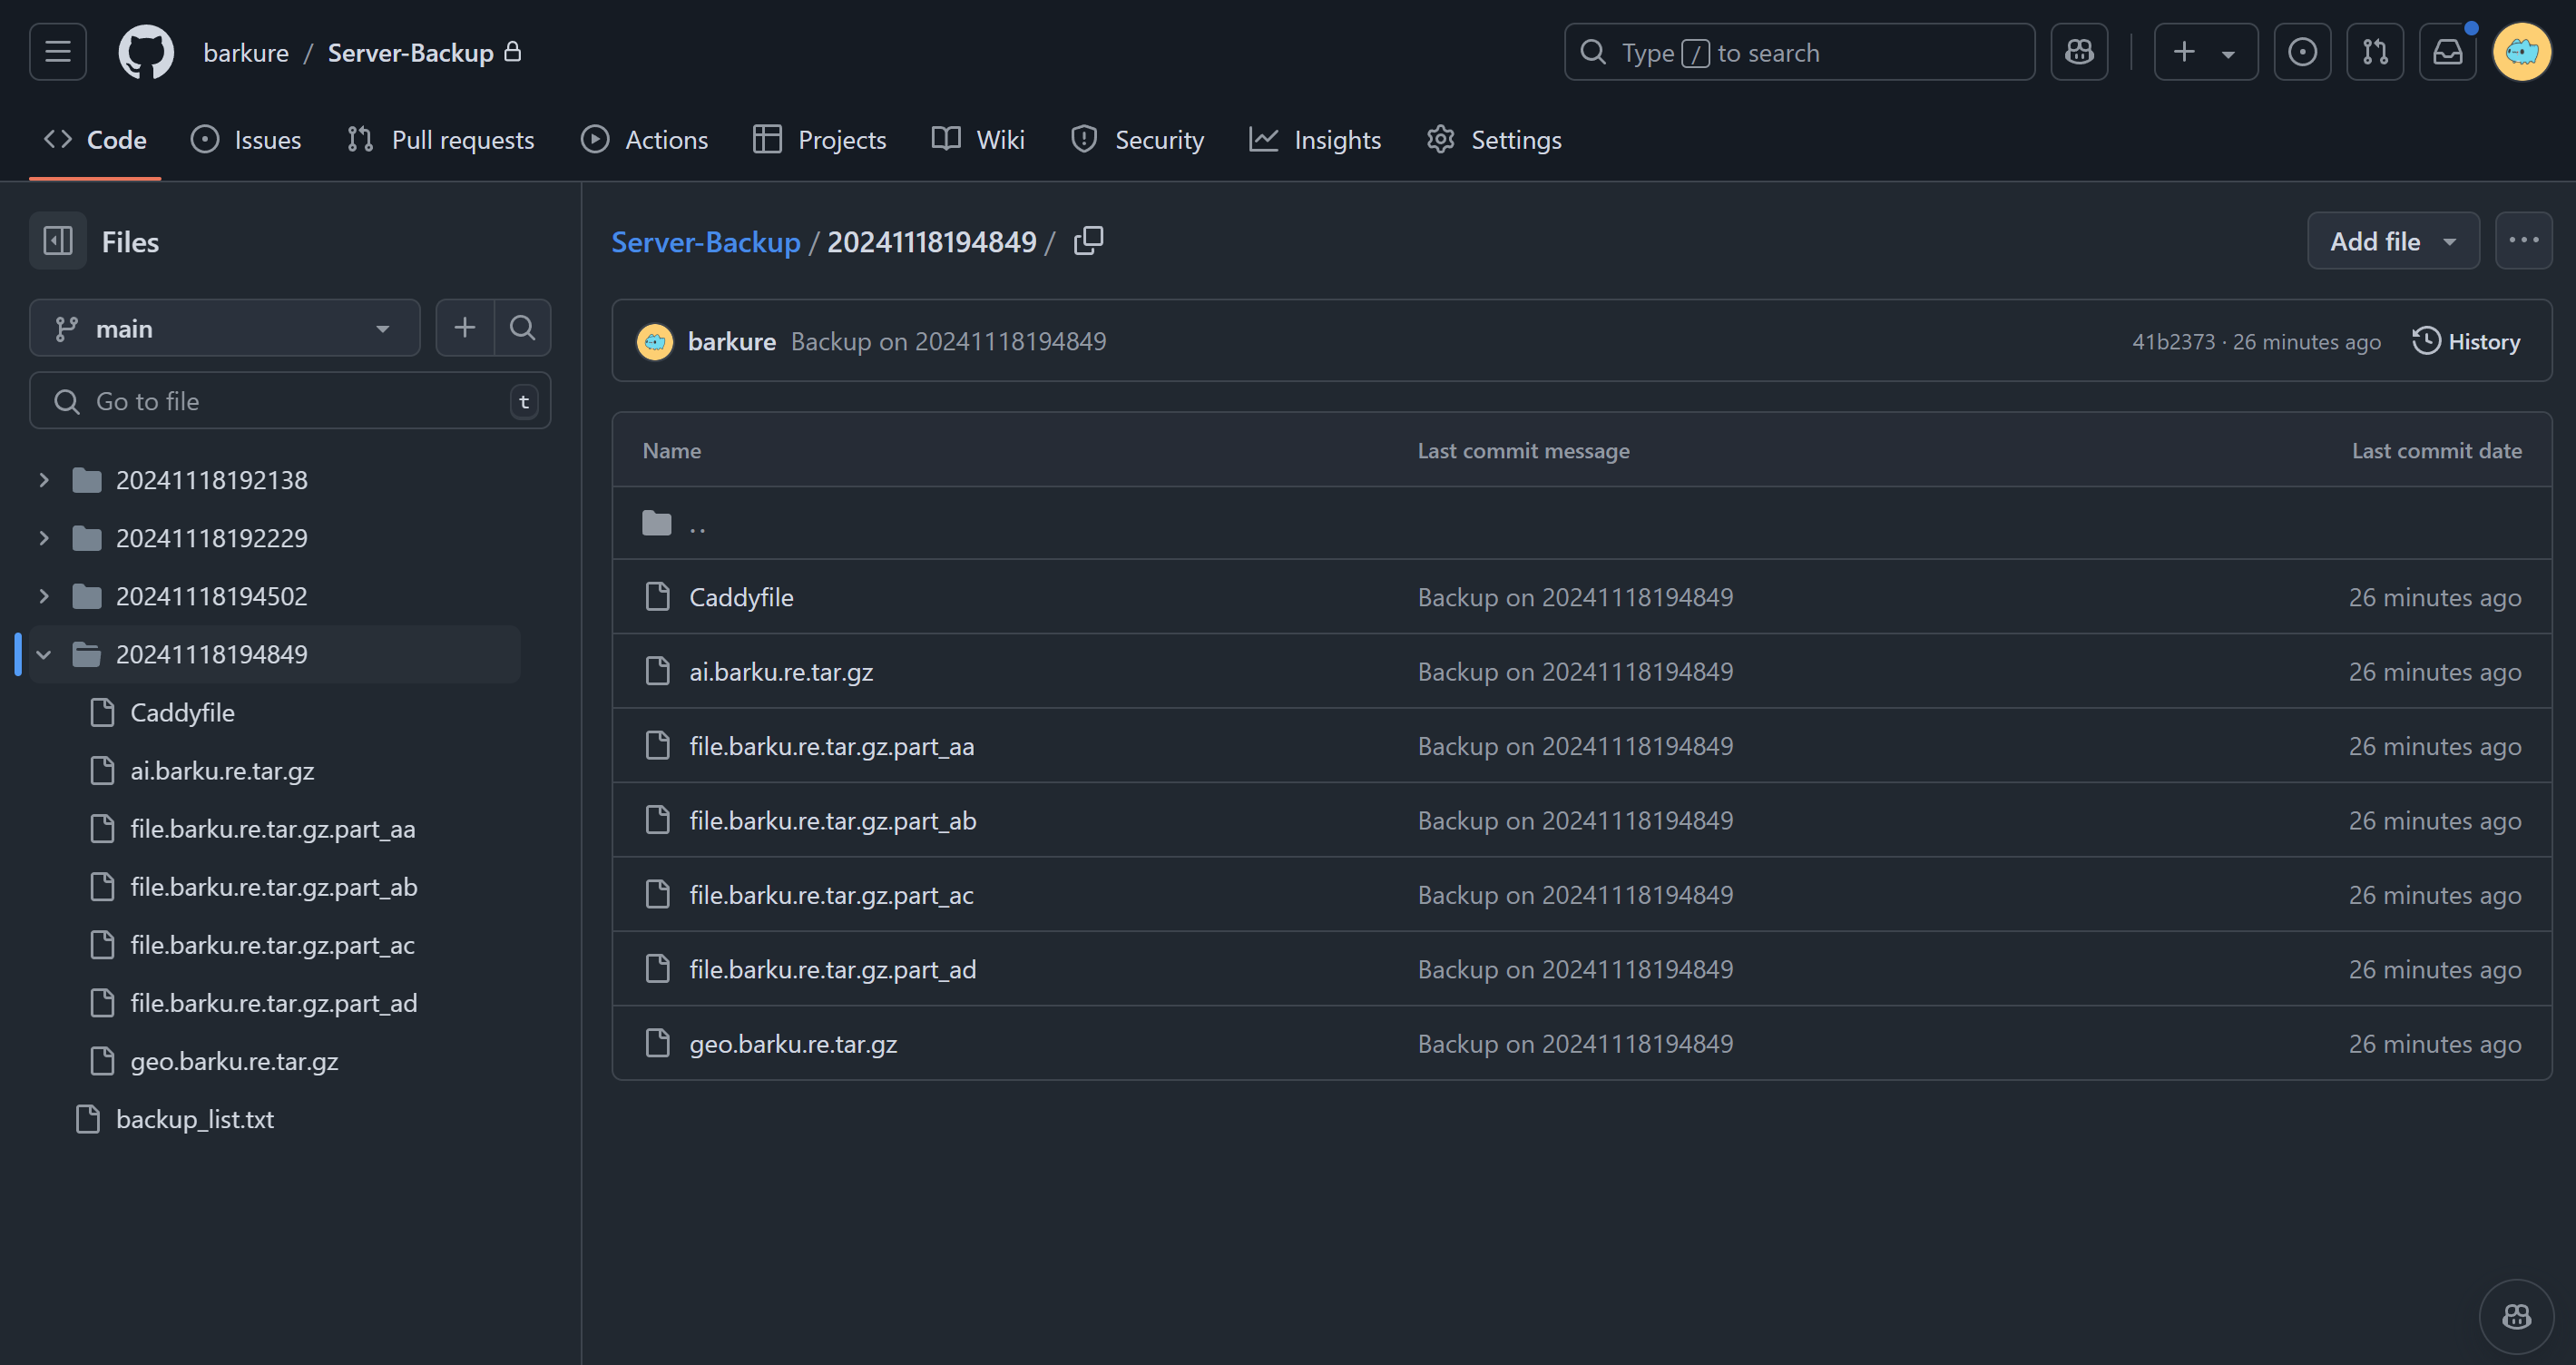 barkure / Server-Backup
Type / to search
Code Issues Pull requests Actions Projects Wiki Security Insights Settings
Files
main
Go to file t
20241118192138
20241118192229
20241118194502
20241118194849
Caddyfile
ai.barku.re.tar.gz
file.barku.re.tar.gz.part_aa
file.barku.re.tar.gz.part_ab
file.barku.re.tar.gz.part_ac
file.barku.re.tar.gz.part_ad
geo.barku.re.tar.gz
backup_list.txt
Server-Backup / 20241118194849 /
Add file
barkure Backup on 20241118194849 41b2373 · 26 minutes ago History
Name Last commit message Last commit date
..
Caddyfile Backup on 20241118194849 26 minutes ago
ai.barku.re.tar.gz Backup on 20241118194849 26 minutes ago
file.barku.re.tar.gz.part_aa Backup on 20241118194849 26 minutes ago
file.barku.re.tar.gz.part_ab Backup on 20241118194849 26 minutes ago
file.barku.re.tar.gz.part_ac Backup on 20241118194849 26 minutes ago
file.barku.re.tar.gz.part_ad Backup on 20241118194849 26 minutes ago
geo.barku.re.tar.gz Backup on 20241118194849 26 minutes ago